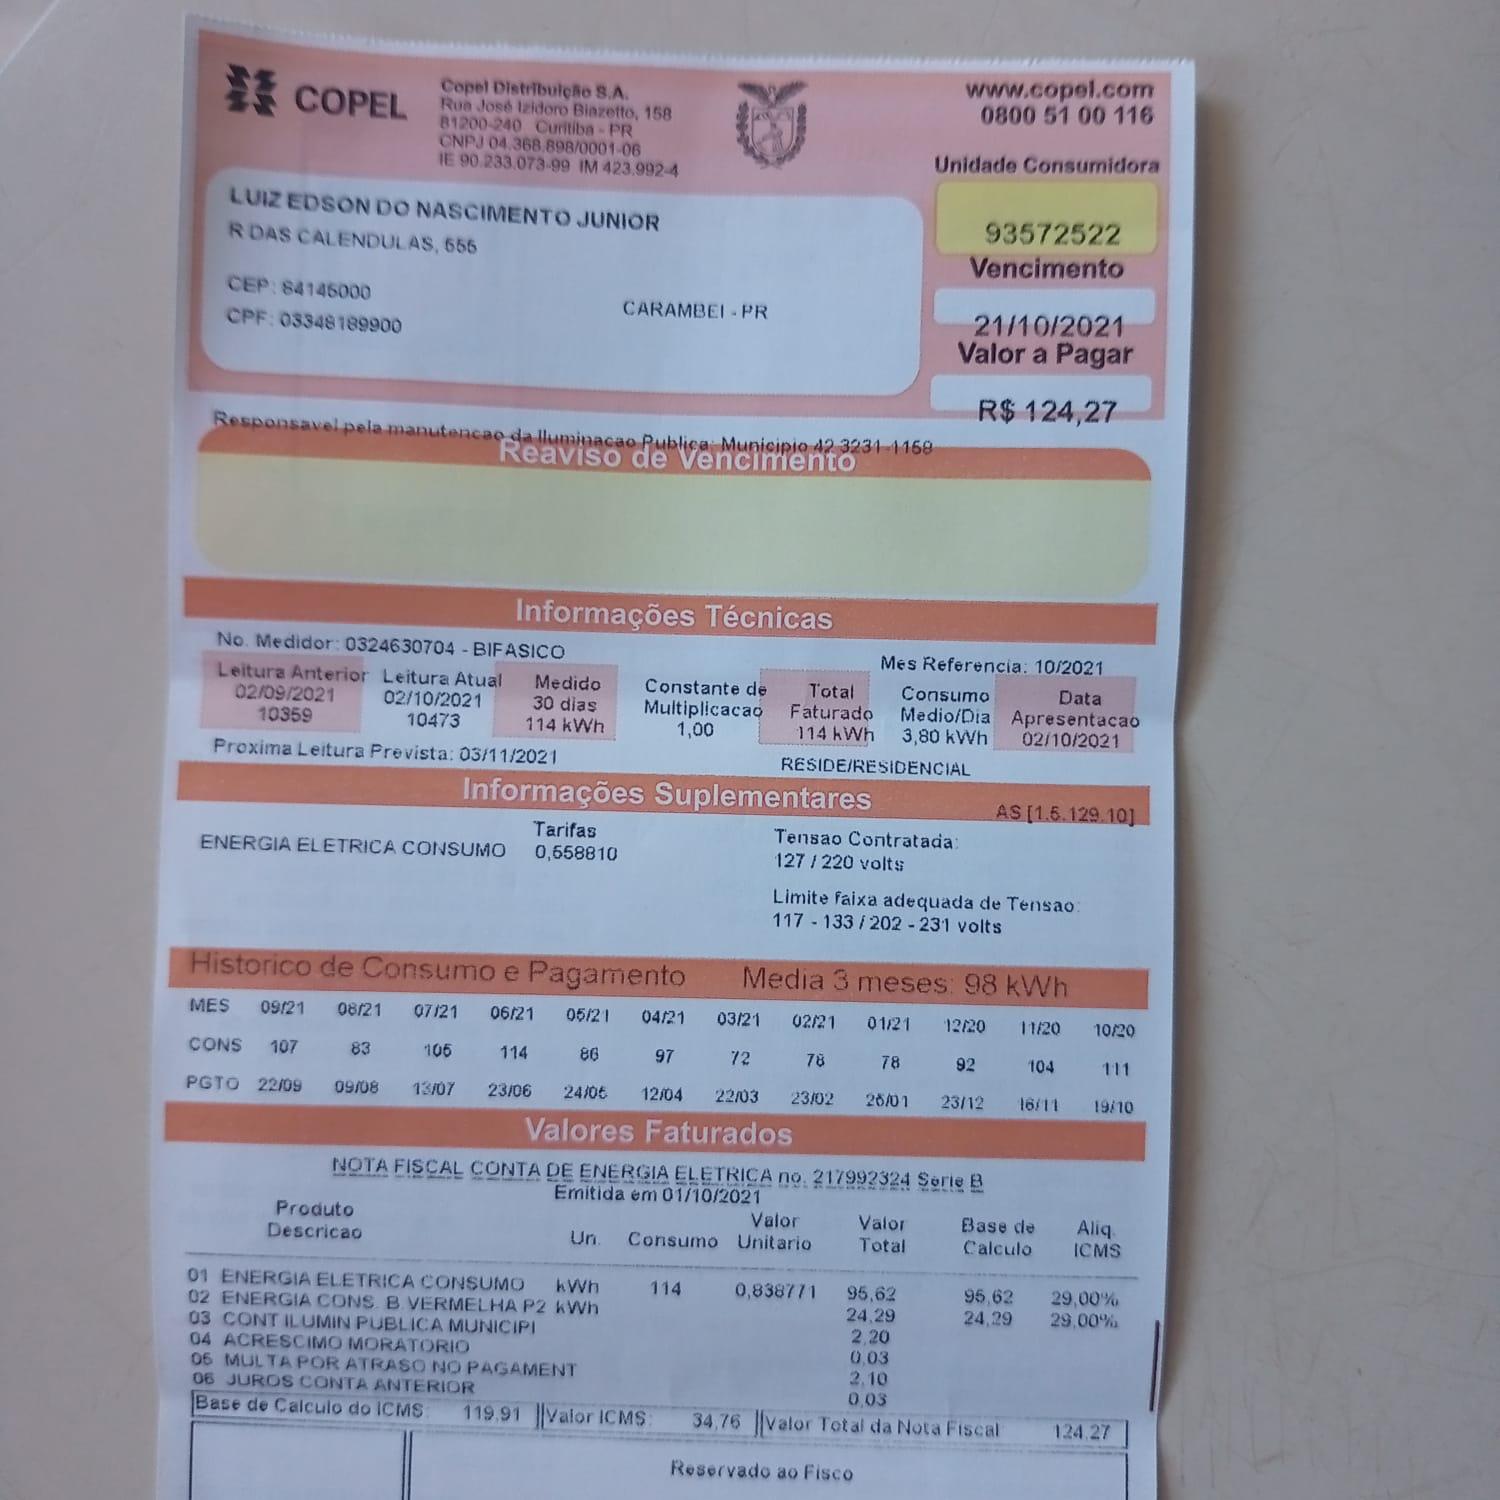 COPEL
Copel Distribuição S.A.
Rua José Izidoro Biazetto, 158
81200-240 Curitiba - PR
CNPJ 04.368.898/0001-06
IE 90.233.073-99 IM 423.992-4
www.copel.com
0800 51 00 116
Unidade Consumidora
93572522
LUIZ EDSON DO NASCIMENTO JUNIOR
R DAS CALENDULAS, 555
CEP: 84145000
CARAMBEI - PR
CPF: 03348189900
Vencimento
21/10/2021
Valor a Pagar
R$ 124,27
Responsavel pela manutencao da Iluminacao Publica: Municipio 42 3231-1158
Reaviso de Vencimento
Informações Técnicas
No. Medidor: 0324630704 - BIFASICO
Mes Referencia: 10/2021
Leitura Anterior Leitura Atual Medido Constante de Total Consumo Data
02/09/2021 02/10/2021 30 dias Multiplicacao Faturado Medio/Dia Apresentacao
10359 10473 114 kWh 1,00 114 kWh 3,80 kWh 02/10/2021
Proxima Leitura Prevista: 03/11/2021
RESIDE/RESIDENCIAL
Informações Suplementares AS [1.5.129.10]
Tarifas
ENERGIA ELETRICA CONSUMO 0,558810
Tensao Contratada:
127 / 220 volts
Limite faixa adequada de Tensao:
117 - 133 / 202 - 231 volts
Historico de Consumo e Pagamento Media 3 meses: 98 kWh
MES 09/21 08/21 07/21 06/21 05/21 04/21 03/21 02/21 01/21 12/20 11/20 10/20
CONS 107 83 105 114 86 97 72 78 78 92 104 111
PGTO 22/09 09/08 13/07 23/06 24/05 12/04 22/03 23/02 25/01 23/12 16/11 19/10
Valores Faturados
NOTA FISCAL CONTA DE ENERGIA ELETRICA no. 217992324 Serie B
Emitida em 01/10/2021
Produto Valor Valor Base de Aliq.
Descricao Un. Consumo Unitario Total Calculo ICMS
01 ENERGIA ELETRICA CONSUMO kWh 114 0,838771 95,62 95,62 29,00%
02 ENERGIA CONS. B.VERMELHA P2 kWh 24,29 24,29 29,00%
03 CONT ILUMIN PUBLICA MUNICIPI 2,20
04 ACRESCIMO MORATORIO 0,03
05 MULTA POR ATRASO NO PAGAMENT 2,10
06 JUROS CONTA ANTERIOR 0,03
Base de Calculo do ICMS: 119,91 Valor ICMS: 34,76 Valor Total da Nota Fiscal: 124,27
Reservado ao Fisco